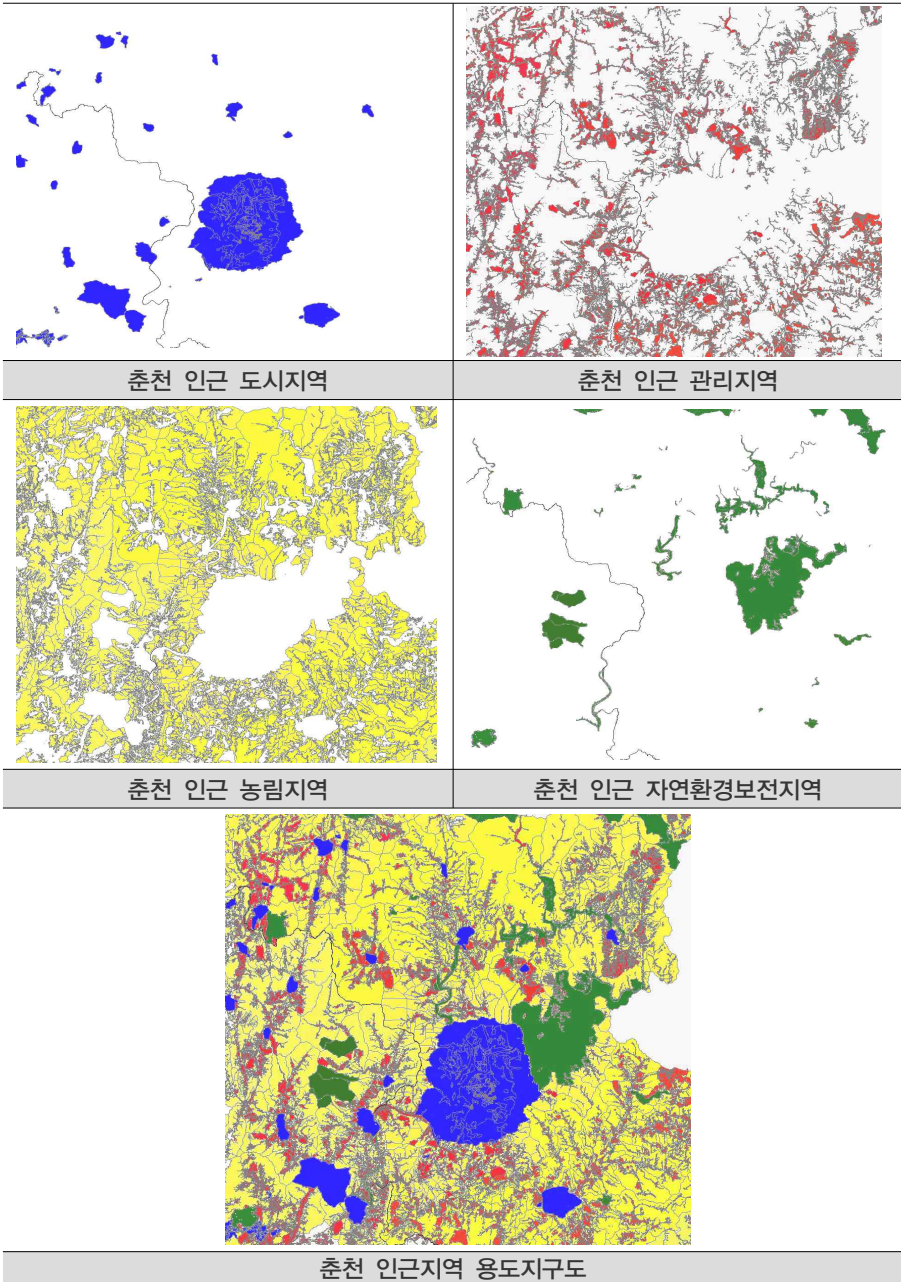 춘천 인근 도시지역
춘천 인근 관리지역
춘천 인근 농림지역
춘천 인근 자연환경보전지역
춘천 인근지역 용도지구도